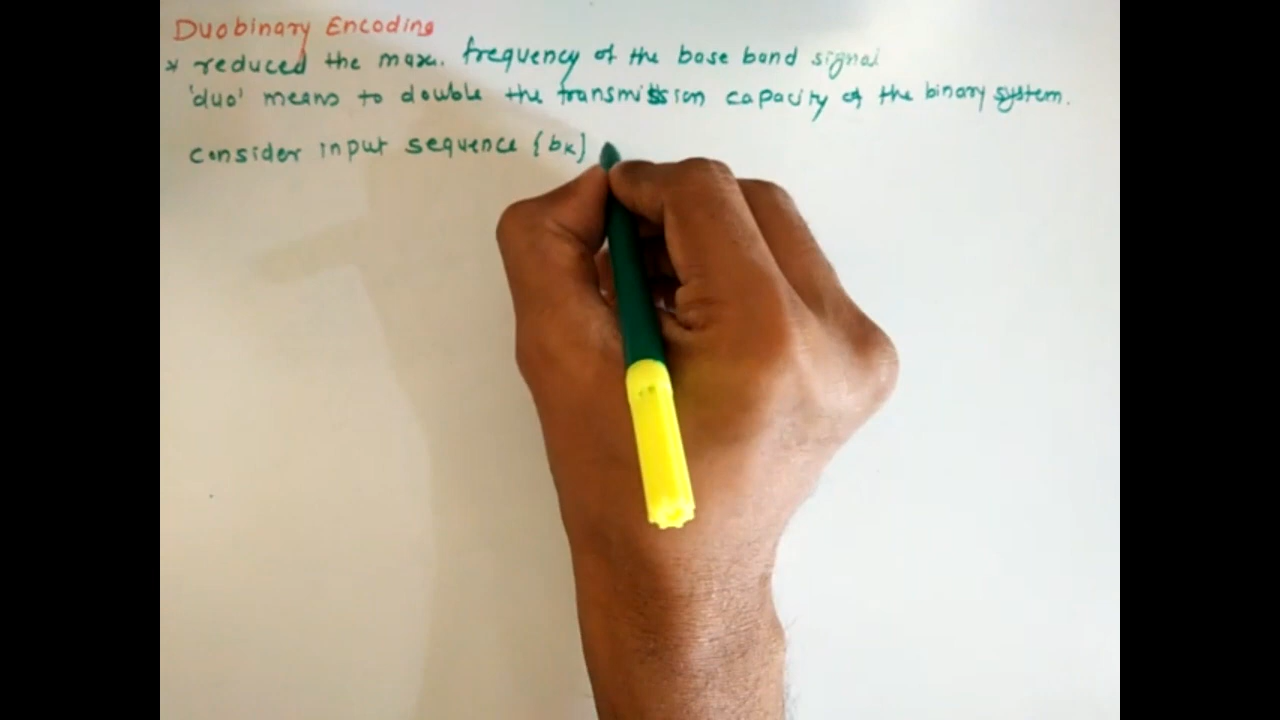 Duobinary Encoding
* reduced the max. frequency of the base band signal
'duo' means to double the transmission capacity of the binary system.
Consider input sequence {bk}